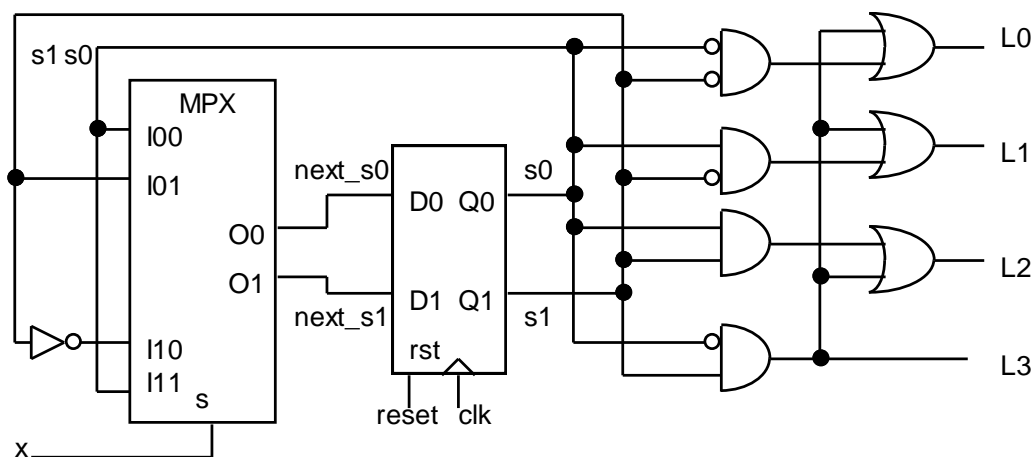 L0
s1 s0
MPX
I00
L1
next_s0
s0
I01
D0 Q0
O0
O1
L2
D1 Q1
next_s1
s1
I10
rst
L3
I11
s
reset
clk
x